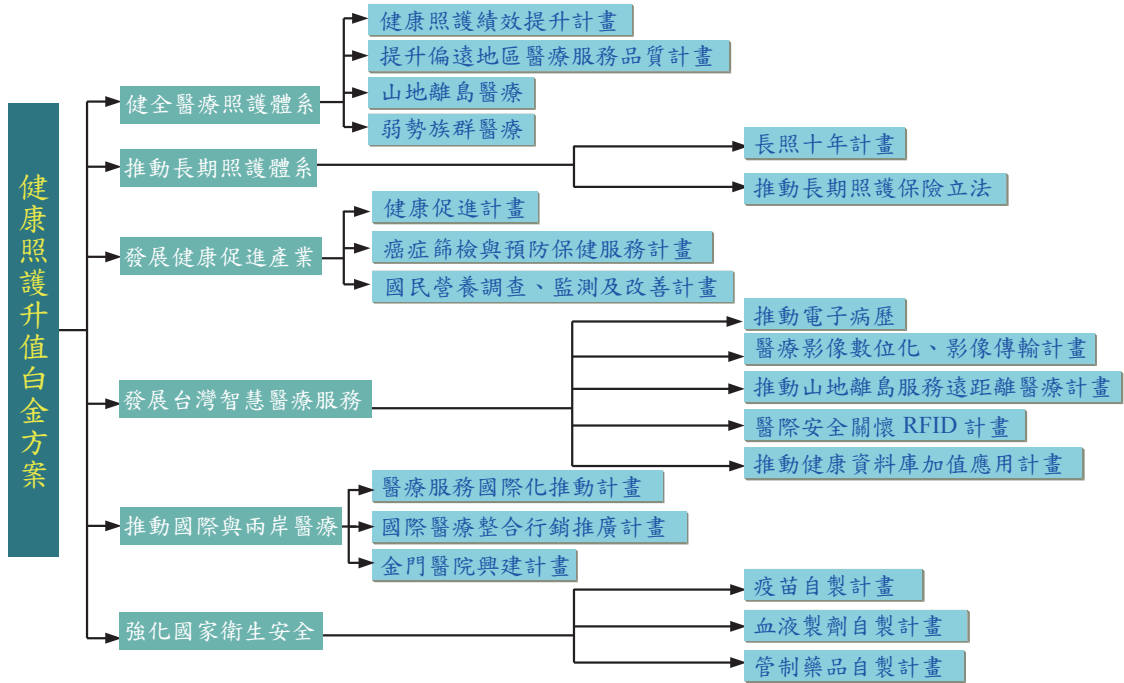 健康照護升值白金方案
健全醫療照護體系
健康照護績效提升計畫
提升偏遠地區醫療服務品質計畫
山地離島醫療
弱勢族群醫療
推動長期照護體系
長照十年計畫
推動長期照護保險立法
發展健康促進產業
健康促進計畫
癌症篩檢與預防保健服務計畫
國民營養調查、監測及改善計畫
發展台灣智慧醫療服務
推動電子病歷
醫療影像數位化、影像傳輸計畫
推動山地離島服務遠距離醫療計畫
醫際安全關懷 RFID 計畫
推動健康資料庫加值應用計畫
推動國際與兩岸醫療
醫療服務國際化推動計畫
國際醫療整合行銷推廣計畫
金門醫院興建計畫
強化國家衛生安全
疫苗自製計畫
血液製劑自製計畫
管制藥品自製計畫